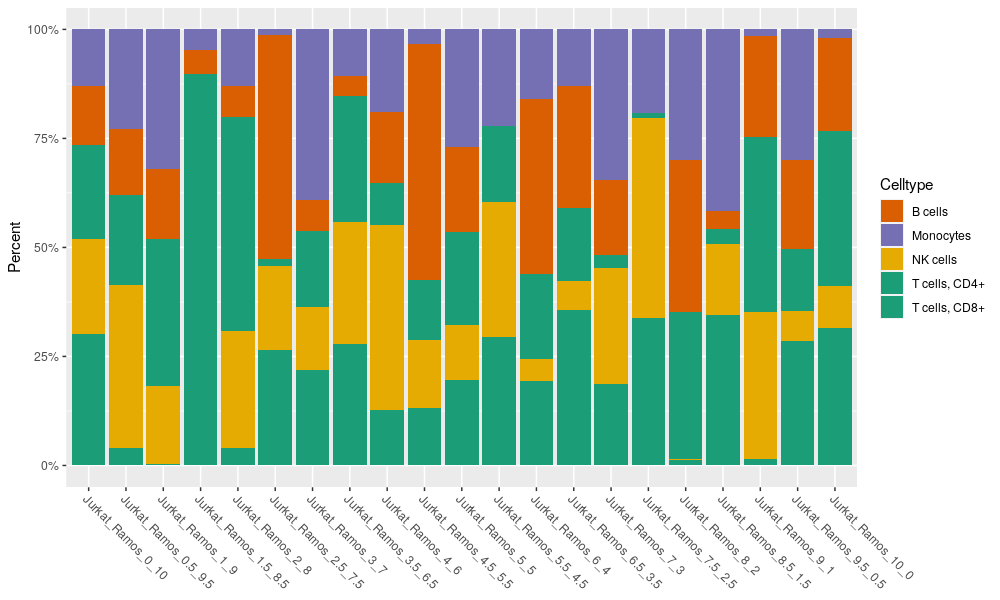 100%
75%
50%
25%
0%
Percent
Jurkat_Ramos_0_10
Jurkat_Ramos_0.5_9.5
Jurkat_Ramos_1_9
Jurkat_Ramos_1.5_8.5
Jurkat_Ramos_2_8
Jurkat_Ramos_2.5_7.5
Jurkat_Ramos_3_7
Jurkat_Ramos_3.5_6.5
Jurkat_Ramos_4_6
Jurkat_Ramos_4.5_5.5
Jurkat_Ramos_5_5
Jurkat_Ramos_5.5_4.5
Jurkat_Ramos_6_4
Jurkat_Ramos_6.5_3.5
Jurkat_Ramos_7_3
Jurkat_Ramos_7.5_2.5
Jurkat_Ramos_8_2
Jurkat_Ramos_8.5_1.5
Jurkat_Ramos_9_1
Jurkat_Ramos_9.5_0.5
Jurkat_Ramos_10_0
Celltype
B cells
Monocytes
NK cells
T cells, CD4+
T cells, CD8+